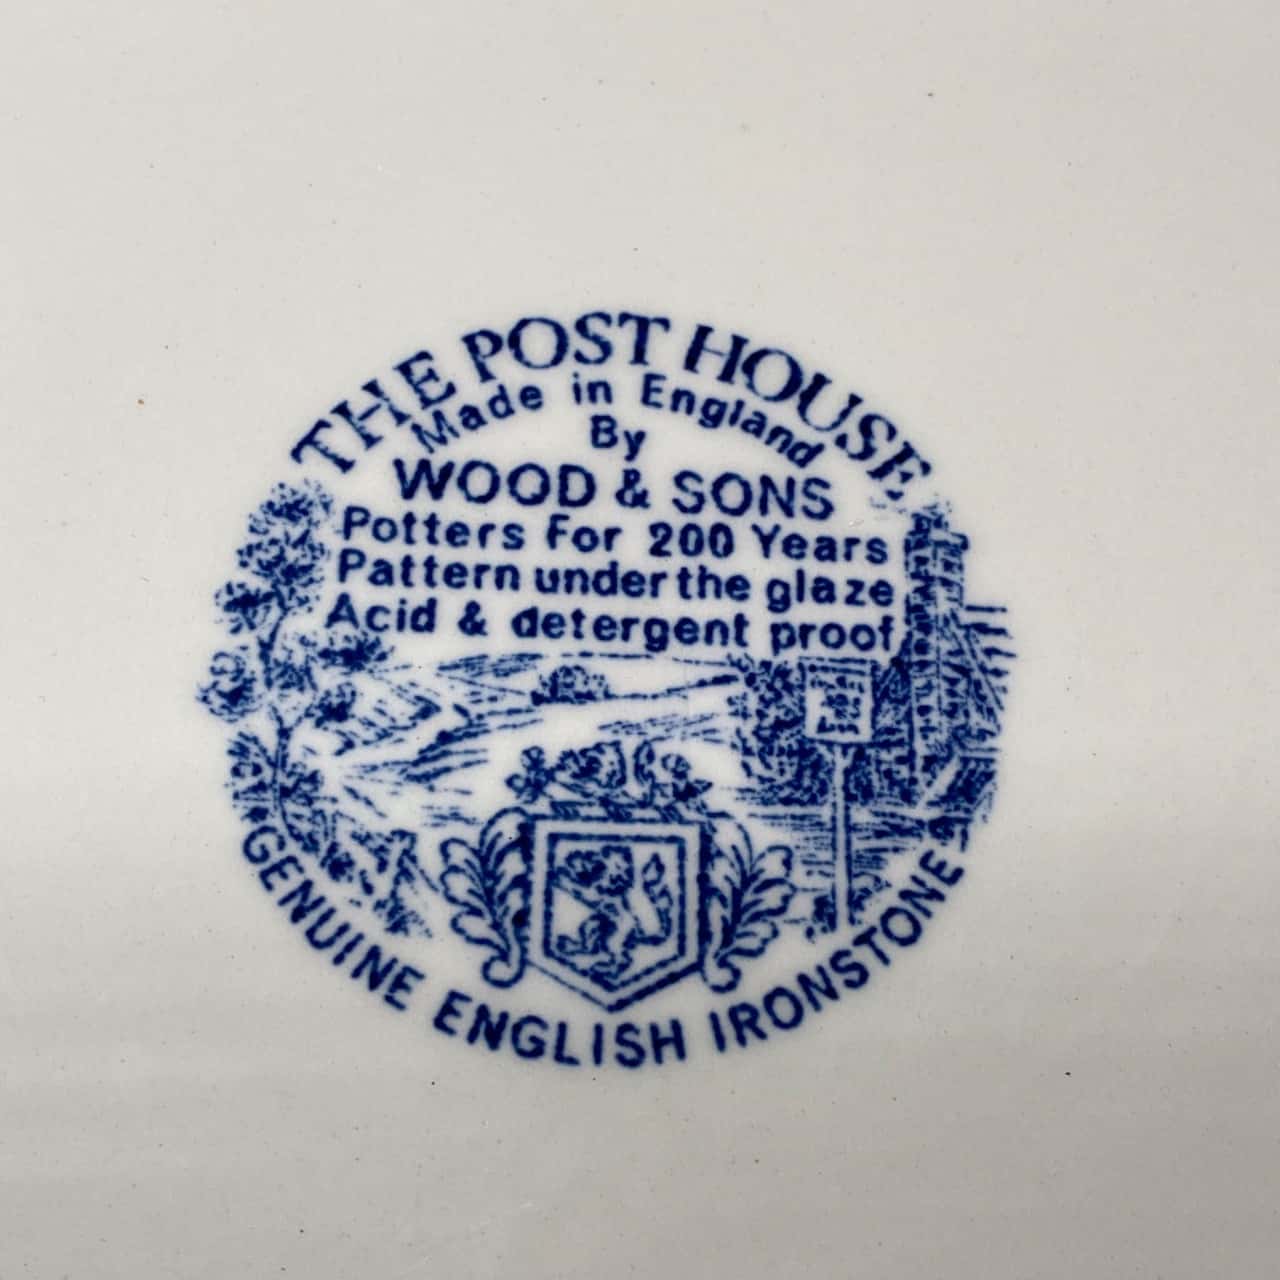 THE POST HOUSE
Made in England
By
WOOD & SONS
Potters For 200 Years
Pattern under the glaze
Acid & detergent proof
GENUINE ENGLISH IRONSTONE